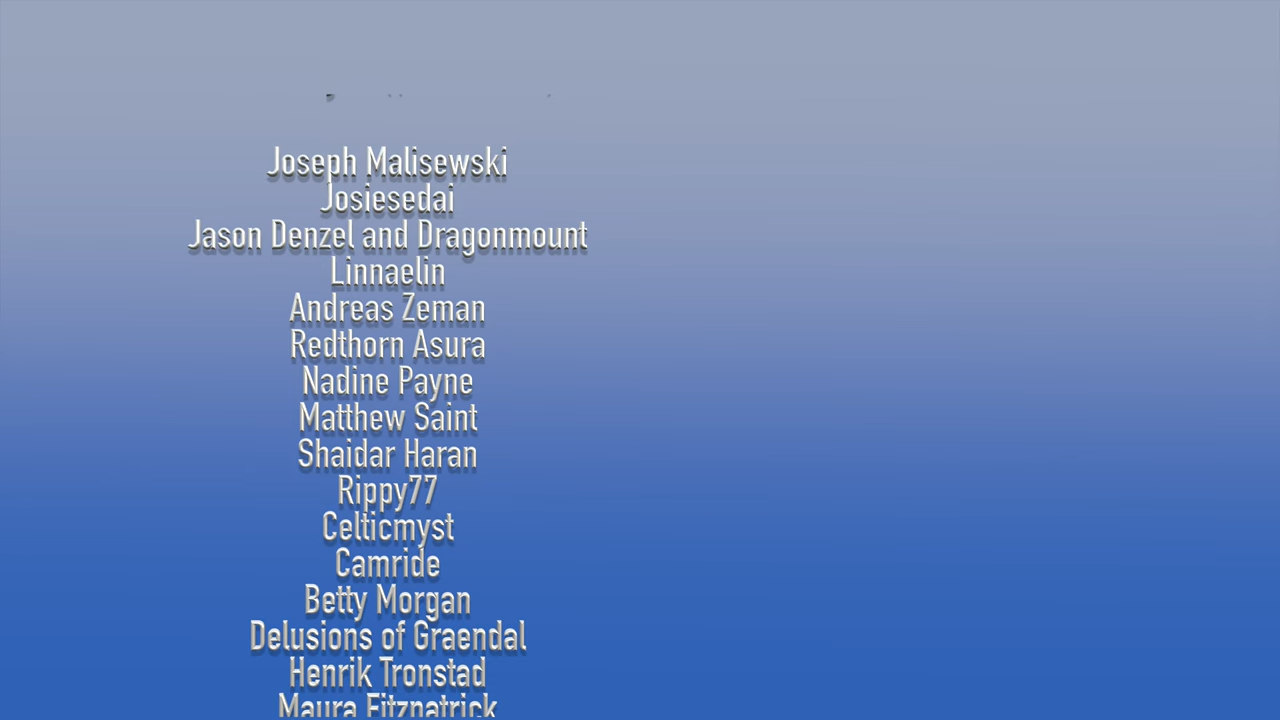 Joseph Malisewski
Josiesedai
Jason Denzel and Dragonmount
Linnaelin
Andreas Zeman
Redthorn Asura
Nadine Payne
Matthew Saint
Shaidar Haran
Rippy77
Celticmyst
Camride
Betty Morgan
Delusions of Graendal
Henrik Tronstad
Maura Fitzpatrick